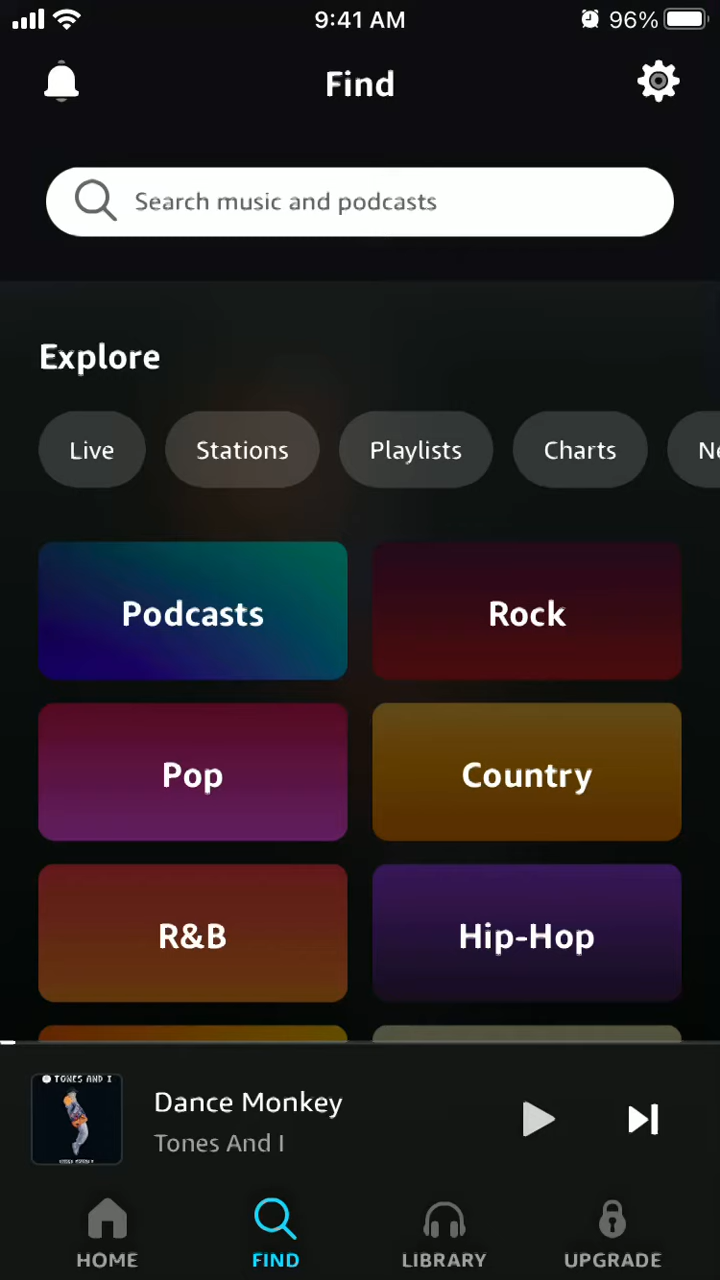 9:41 AM
96%
Find
Search music and podcasts
Explore
Live
Stations
Playlists
Charts
Podcasts
Rock
Pop
Country
R&B
Hip-Hop
TONES AND I
Dance Monkey
Tones And I
HOME
FIND
LIBRARY
UPGRADE